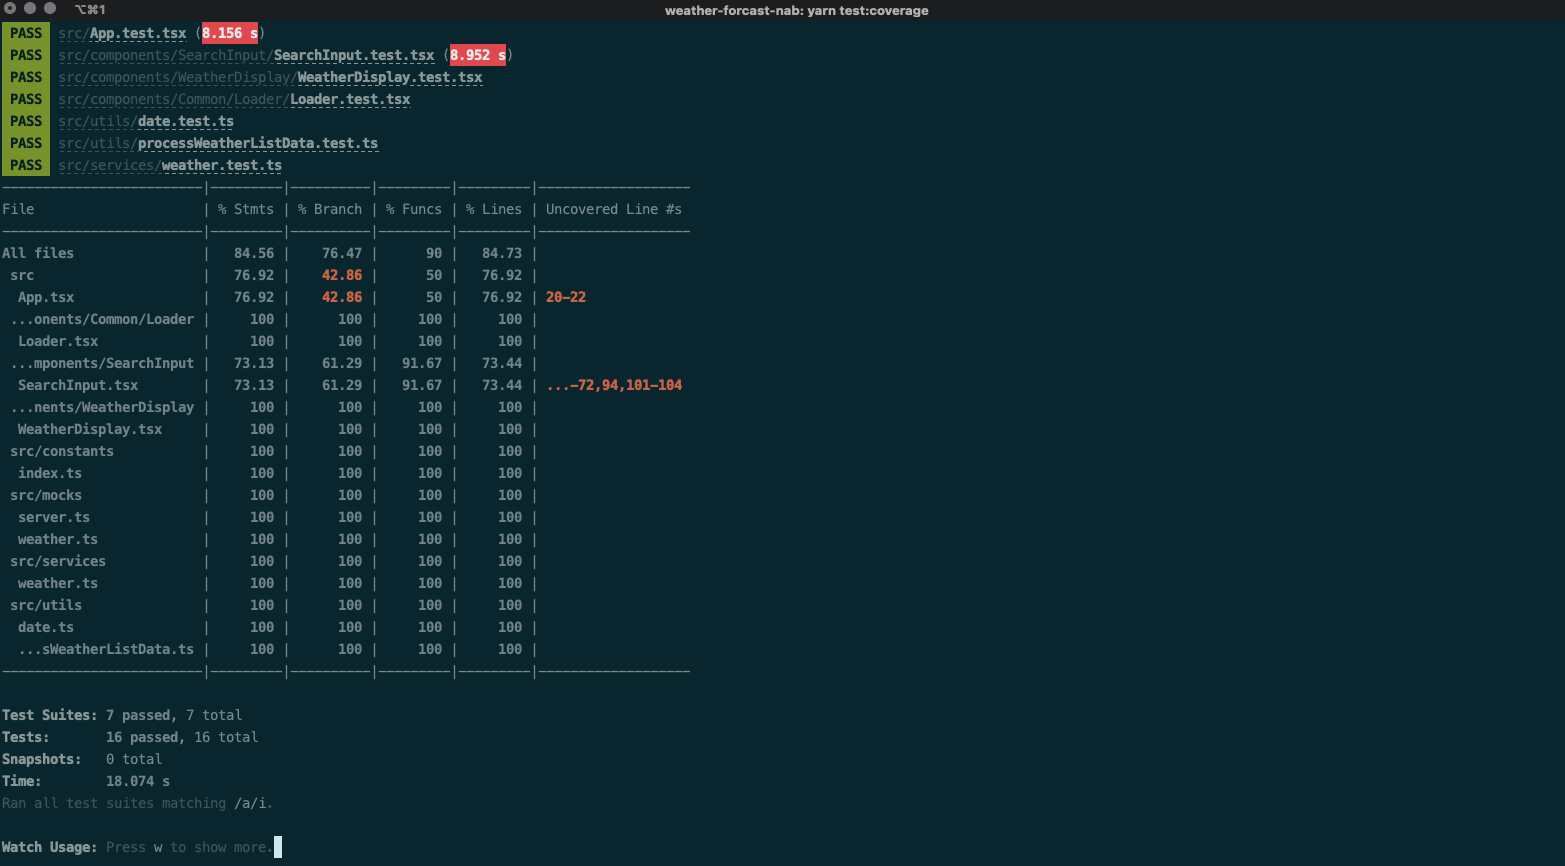 ⌥⌘1
weather-forcast-nab: yarn test:coverage
PASS src/App.test.tsx (8.156 s)
PASS src/components/SearchInput/SearchInput.test.tsx (8.952 s)
PASS src/components/WeatherDisplay/WeatherDisplay.test.tsx
PASS src/components/Common/Loader/Loader.test.tsx
PASS src/utils/date.test.ts
PASS src/utils/processWeatherListData.test.ts
PASS src/services/weather.test.ts
-------------------------|---------|----------|---------|---------|-------------------
File                     | % Stmts | % Branch | % Funcs | % Lines | Uncovered Line #s
-------------------------|---------|----------|---------|---------|-------------------
All files                |   84.56 |    76.47 |      90 |   84.73 |
 src                     |   76.92 |    42.86 |      50 |   76.92 |
  App.tsx                |   76.92 |    42.86 |      50 |   76.92 | 20-22
 ...onents/Common/Loader |     100 |      100 |     100 |     100 |
  Loader.tsx             |     100 |      100 |     100 |     100 |
 ...mponents/SearchInput |   73.13 |    61.29 |   91.67 |   73.44 |
  SearchInput.tsx        |   73.13 |    61.29 |   91.67 |   73.44 | ...-72,94,101-104
 ...nents/WeatherDisplay |     100 |      100 |     100 |     100 |
  WeatherDisplay.tsx     |     100 |      100 |     100 |     100 |
 src/constants           |     100 |      100 |     100 |     100 |
  index.ts               |     100 |      100 |     100 |     100 |
 src/mocks               |     100 |      100 |     100 |     100 |
  server.ts              |     100 |      100 |     100 |     100 |
  weather.ts             |     100 |      100 |     100 |     100 |
 src/services            |     100 |      100 |     100 |     100 |
  weather.ts             |     100 |      100 |     100 |     100 |
 src/utils               |     100 |      100 |     100 |     100 |
  date.ts                |     100 |      100 |     100 |     100 |
  ...sWeatherListData.ts |     100 |      100 |     100 |     100 |
-------------------------|---------|----------|---------|---------|-------------------
Test Suites: 7 passed, 7 total
Tests:       16 passed, 16 total
Snapshots:   0 total
Time:        18.074 s
Ran all test suites matching /a/i.
Watch Usage: Press w to show more.